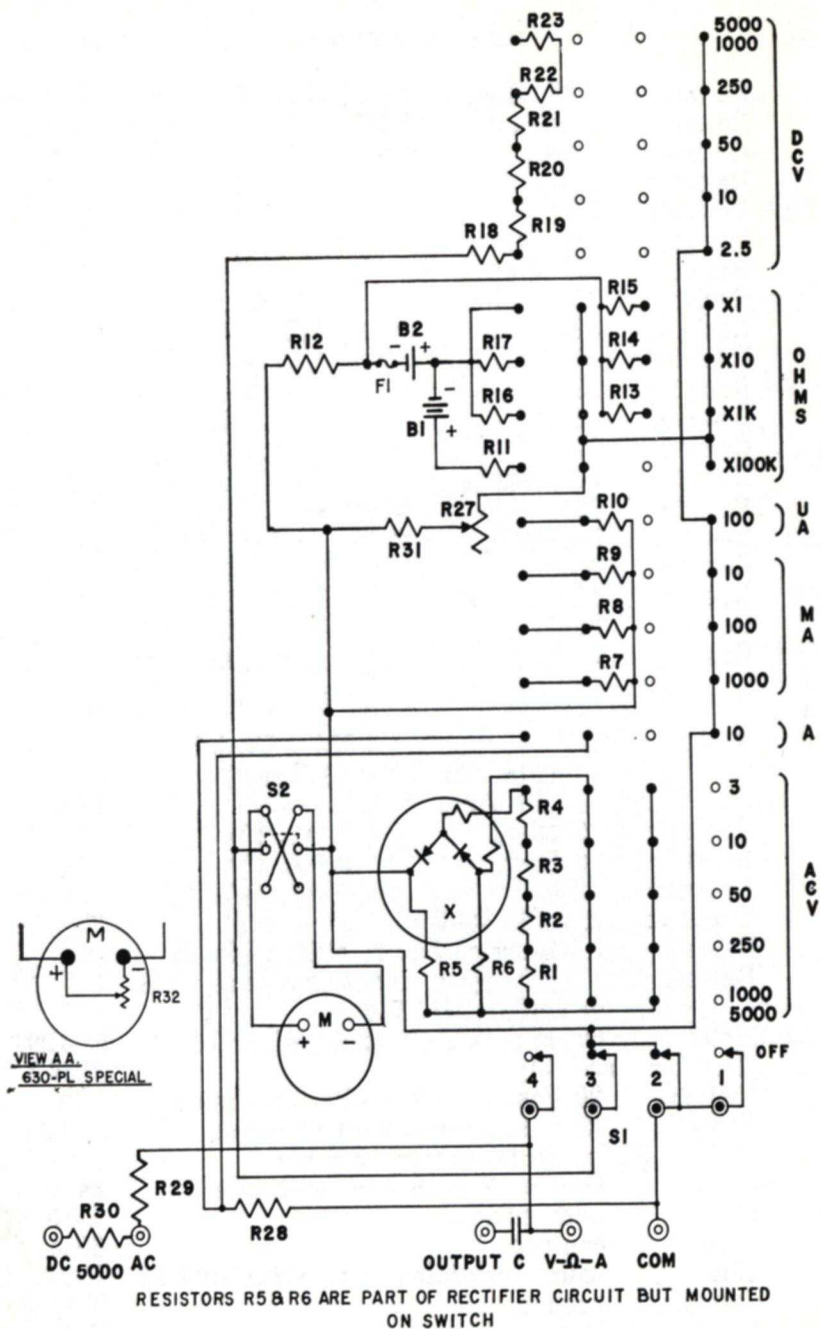 R23
5000
1000
R22
250
R21
50
R20
10
R19
R18
2.5
DCV
R15
X1
B2
R12
- +
R17
R14
X10
F1
-
R16
R13
X1K
B1
+
R11
X100K
OHMS
R27
R10
100
UA
R31
R9
10
R8
100
R7
1000
MA
10
A
S2
3
R4
10
R3
X
50
R2
250
R5
R6
R1
1000
5000
ACV
M
+ -
R32
VIEW A A.
630-PL SPECIAL
M
+ -
OFF
4 3 2 1
S1
R29
R30
R28
DC 5000 AC
OUTPUT C V-Ω-A COM
RESISTORS R5 & R6 ARE PART OF RECTIFIER CIRCUIT BUT MOUNTED
ON SWITCH